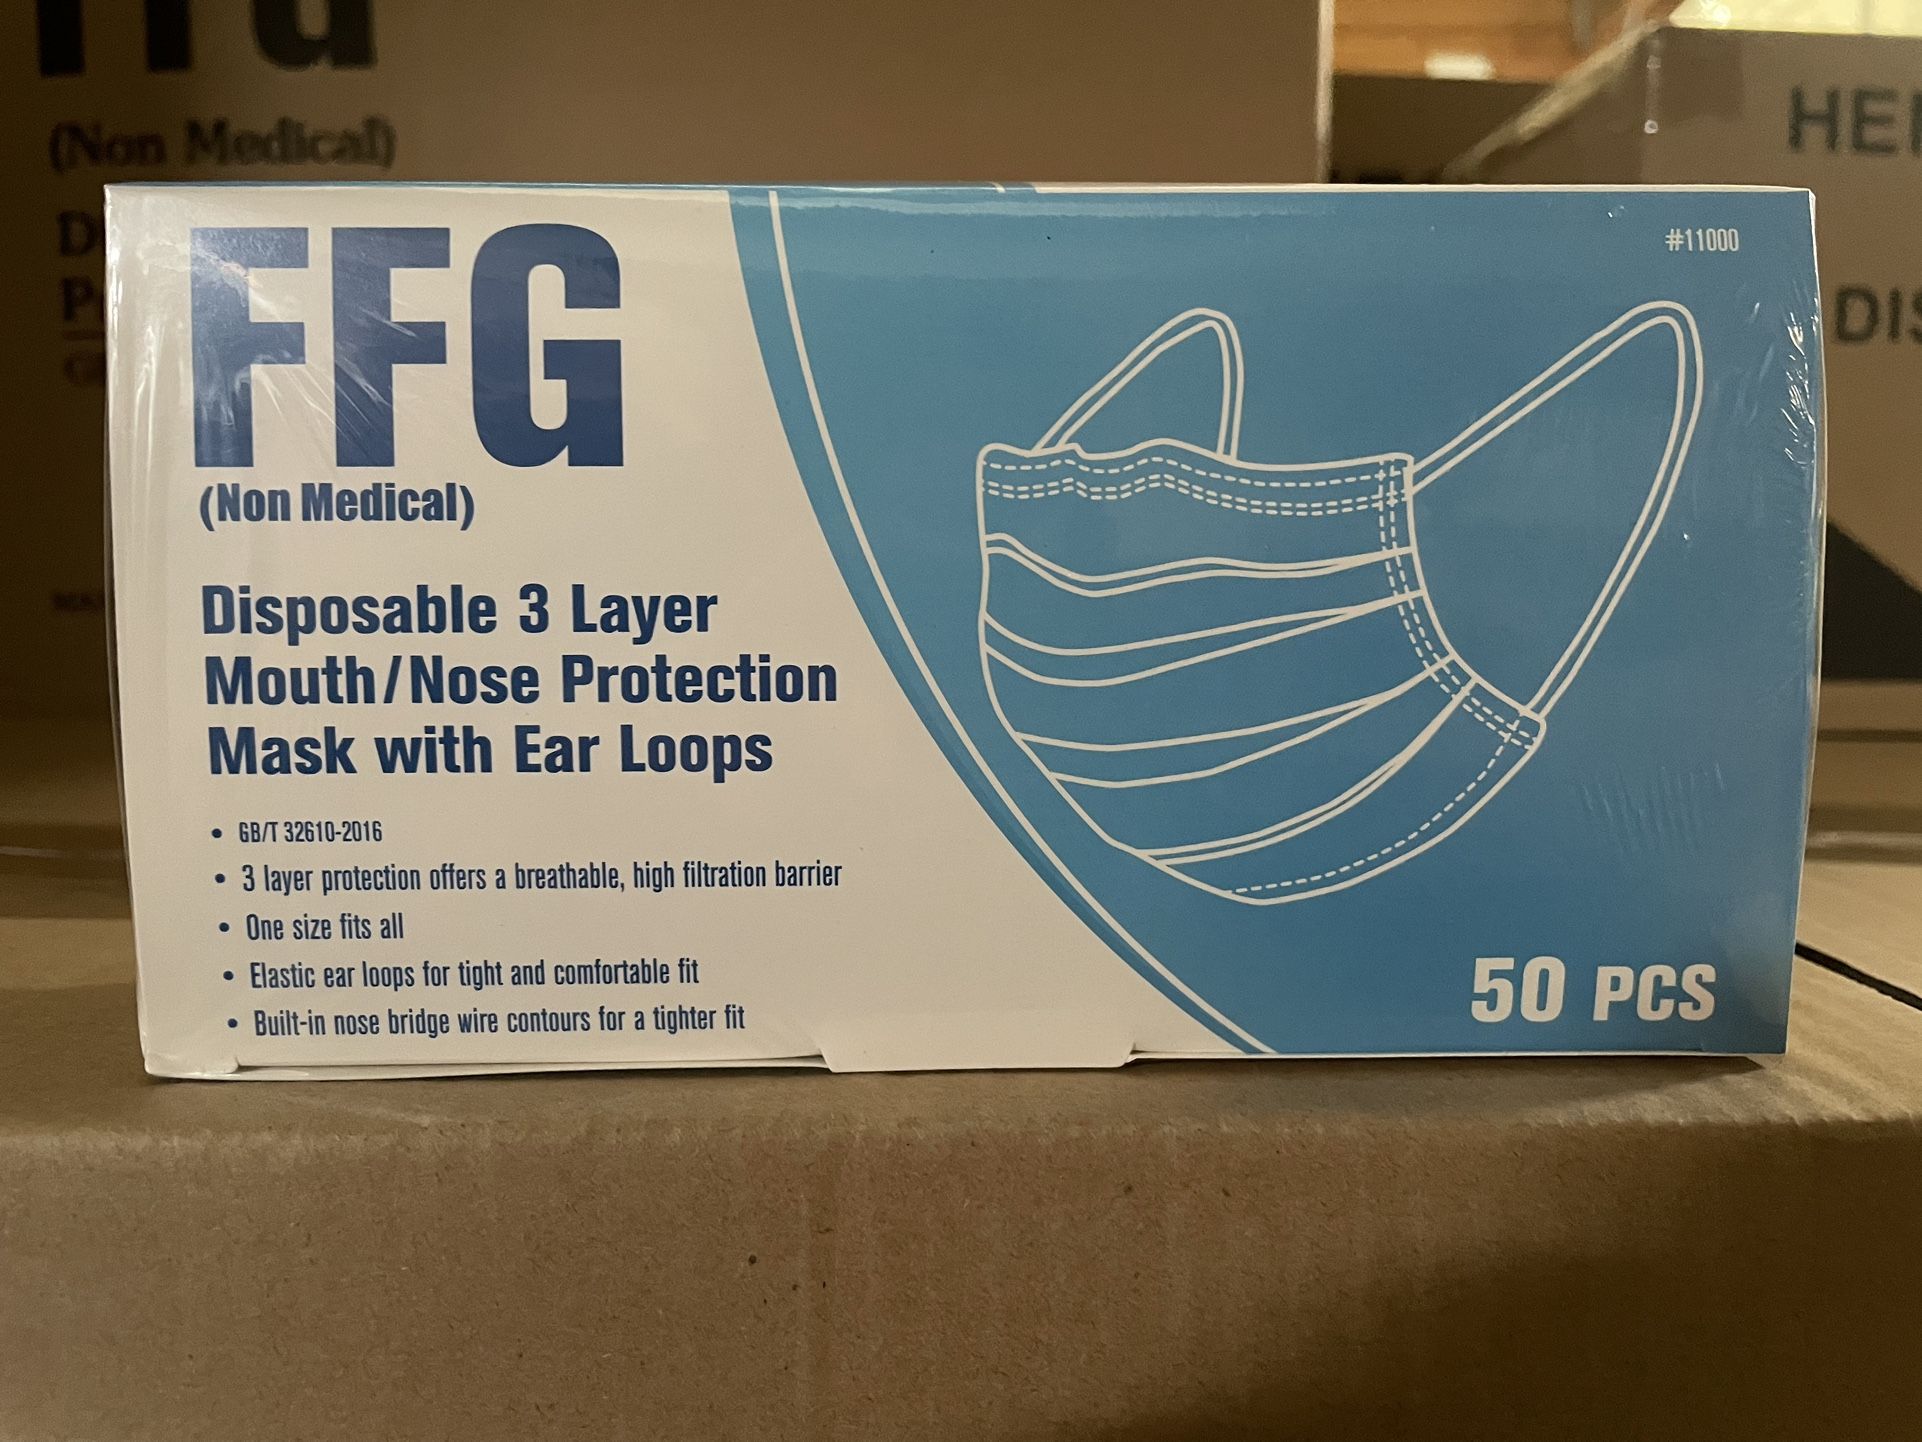 (Non Medical)
HE
DIS
FFG
(Non Medical)
#11000
Disposable 3 Layer
Mouth/Nose Protection
Mask with Ear Loops
• GB/T 32610-2016
• 3 layer protection offers a breathable, high filtration barrier
• One size fits all
• Elastic ear loops for tight and comfortable fit
• Built-in nose bridge wire contours for a tighter fit
50 PCS